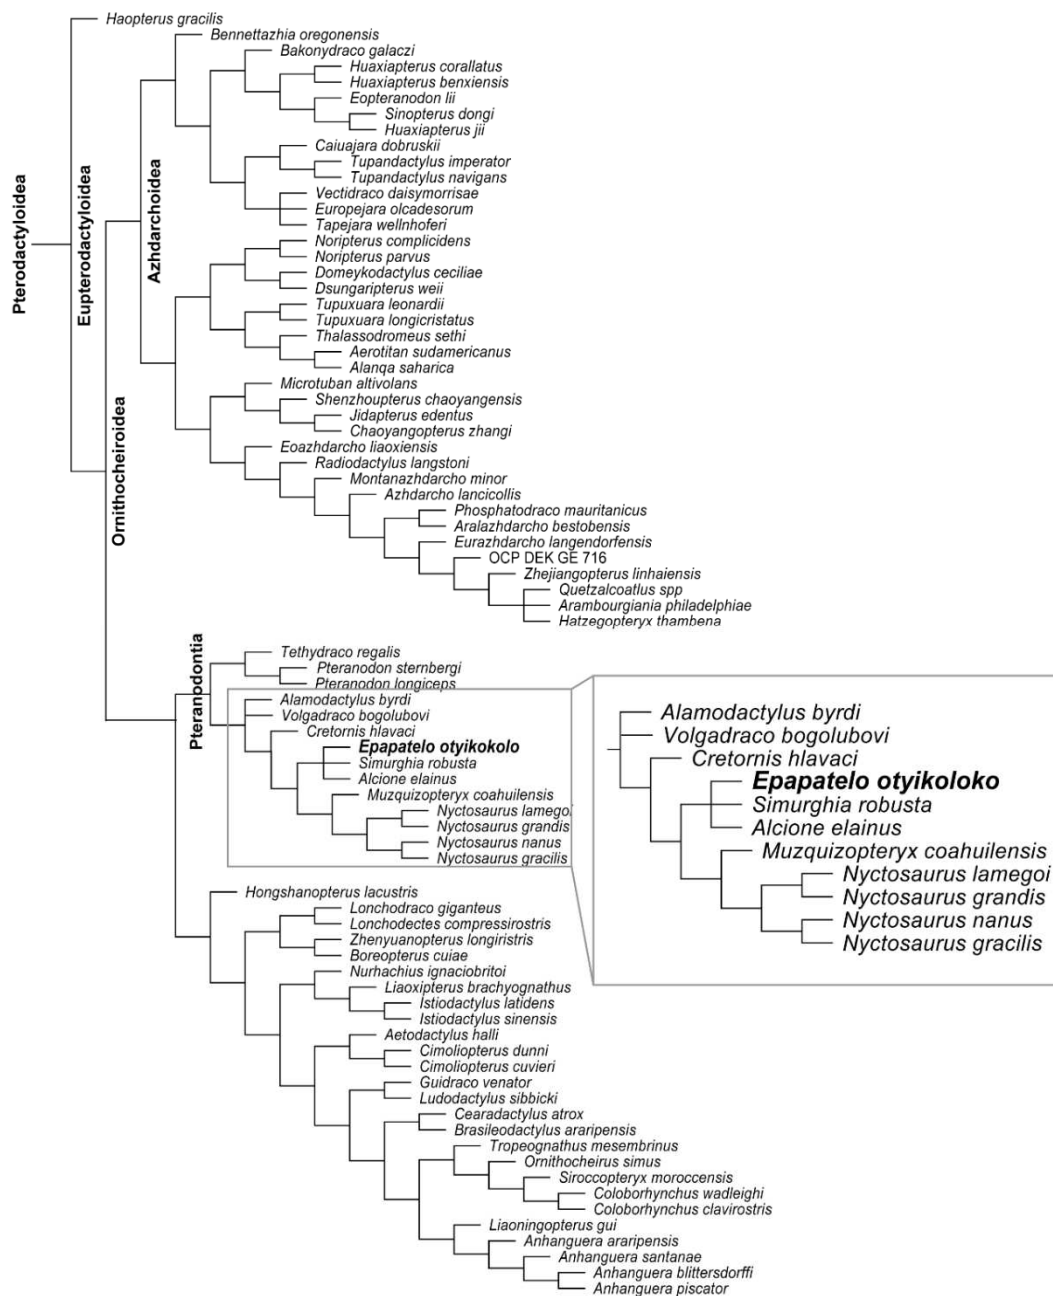 Haopterus gracilis
Bennettazhia oregonensis
Bakonydraco galaczi
Huaxiapterus corallatus
Huaxiapterus benxiensis
Eopteranodon lii
Sinopterus dongi
Huaxiapterus jii
Caiuajara dobruskii
Tupandactylus imperator
Tupandactylus navigans
Vectidraco daisymorrisae
Europejara olcadesorum
Tapejara wellnhoferi
Noripterus complicidens
Noripterus parvus
Domeykodactylus ceciliae
Dsungaripterus weii
Tupuxuara leonardii
Tupuxuara longicristatus
Thalassodromeus sethi
Aerotitan sudamericanus
Alanqa saharica
Microtuban altivolans
Shenzhoupterus chaoyangensis
Jidapterus edentus
Chaoyangopterus zhangi
Eoazhdarcho liaoxiensis
Radiodactylus langstoni
Montanazhdarcho minor
Azhdarcho lancicollis
Phosphatodraco mauritanicus
Aralazhdarcho bestobensis
Eurazhdarcho langendorfensis
OCP DEK GE 716
Zhejiangopterus linhaiensis
Quetzalcoatlus spp
Arambourgiania philadelphiae
Hatzegopteryx thambena
Pterodactyloidea
Eupterodactyloidea
Azhdarchoidea
Ornithocheiroidea
Pteranodontia
Tethydraco regalis
Pteranodon sternbergi
Pteranodon longiceps
Alamodactylus byrdi
Volgadraco bogolubovi
Cretornis hlavaci
Epapatelo otyikokolo
Simurghia robusta
Alcione elainus
Muzquizopteryx coahuilensis
Nyctosaurus lamegoi
Nyctosaurus grandis
Nyctosaurus nanus
Nyctosaurus gracilis
Alamodactylus byrdi
Volgadraco bogolubovi
Cretornis hlavaci
Epapatelo otyikoloko
Simurghia robusta
Alcione elainus
Muzquizopteryx coahuilensis
Nyctosaurus lamegoi
Nyctosaurus grandis
Nyctosaurus nanus
Nyctosaurus gracilis
Hongshanopterus lacustris
Lonchodraco giganteus
Lonchodectes compressirostris
Zhenyuanopterus longiristris
Boreopterus cuiae
Nurhachius ignaciobritoi
Liaoxipterus brachyognathus
Istiodactylus latidens
Istiodactylus sinensis
Aetodactylus halli
Cimoliopterus dunni
Cimoliopterus cuvieri
Guidraco venator
Ludodactylus sibbicki
Cearadactylus atrox
Brasileodactylus araripensis
Tropeognathus mesembrinus
Ornithocheirus simus
Siroccopteryx moroccensis
Coloborhynchus wadleighi
Coloborhynchus clavirostris
Liaoningopterus gui
Anhanguera araripensis
Anhanguera santanae
Anhanguera blittersdorffi
Anhanguera piscator